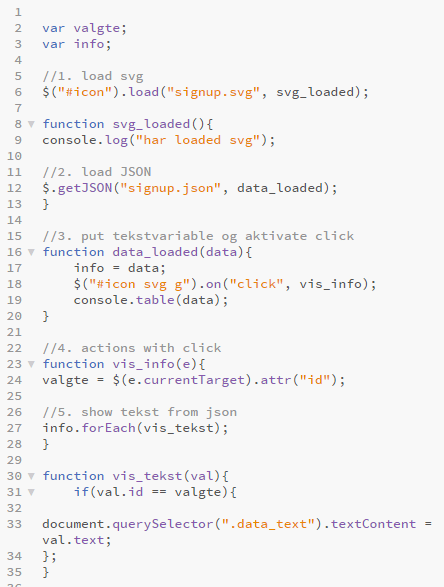 1
2 var valgte;
3 var info;
4
5 //1. load svg
6 $("#icon").load("signup.svg", svg_loaded);
7
8 function svg_loaded(){
9 console.log("har loaded svg");
10
11 //2. load JSON
12 $.getJSON("signup.json", data_loaded);
13 }
14
15 //3. put tekstvariable og aktivate click
16 function data_loaded(data){
17 info = data;
18 $("#icon svg g").on("click", vis_info);
19 console.table(data);
20 }
21
22 //4. actions with click
23 function vis_info(e){
24 valgte = $(e.currentTarget).attr("id");
25
26 //5. show tekst from json
27 info.forEach(vis_tekst);
28 }
29
30 function vis_tekst(val){
31 if(val.id == valgte){
32
33 document.querySelector(".data_text").textContent =
val.text;
34 };
35 }